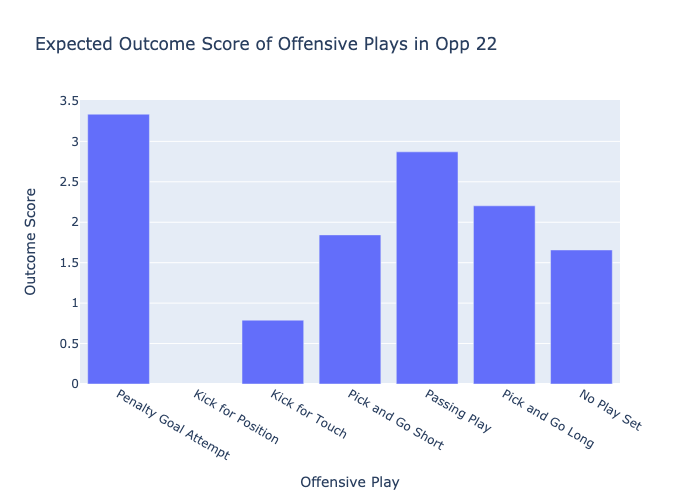 Expected Outcome Score of Offensive Plays in Opp 22
3.5
3
2.5
2
1.5
1
0.5
0
Outcome Score
Penalty Goal Attempt
Kick for Position
Kick for Touch
Pick and Go Short
Passing Play
Pick and Go Long
No Play Set
Offensive Play